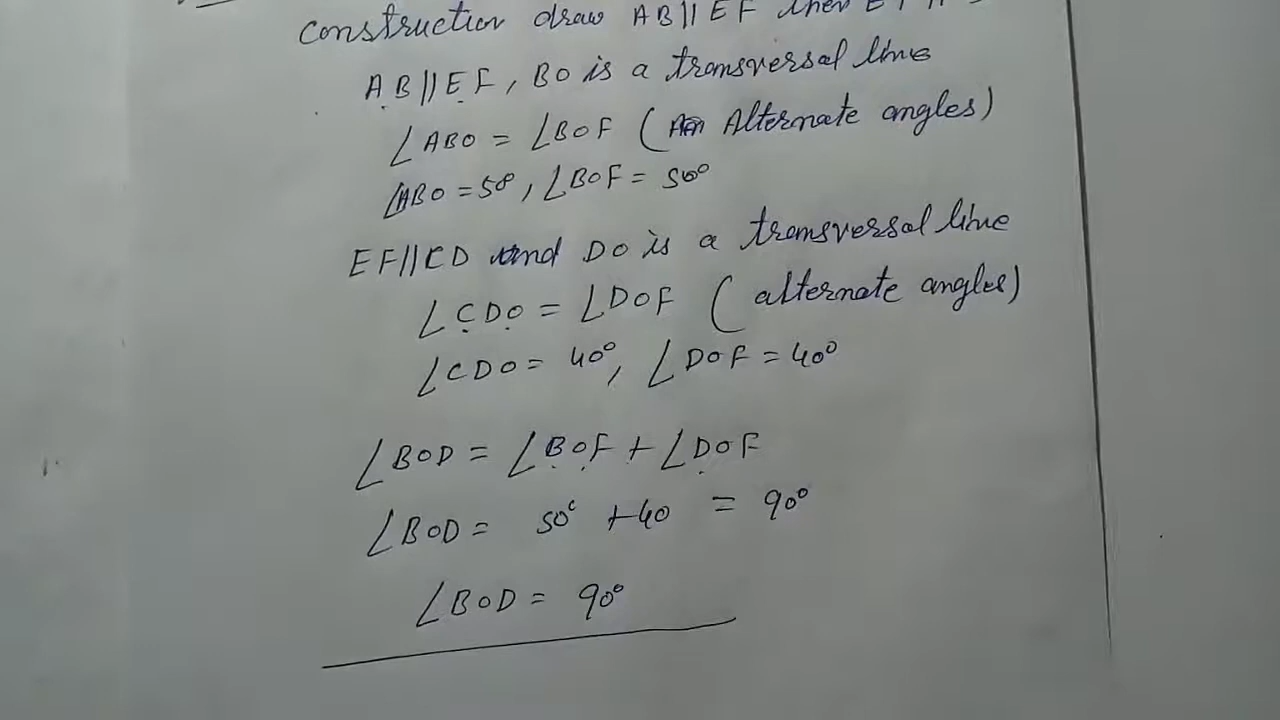 construction draw AB||EF then
AB||EF, BO is a transversal line
∠ABO = ∠BOF ( Alternate angles)
∠ABO = 50, ∠BOF = 50°
EF||CD and DO is a transversal line
∠CDO = ∠DOF ( alternate angles)
∠CDO = 40°, ∠DOF = 40°
∠BOD = ∠BOF + ∠DOF
∠BOD = 50° +40 = 90°
∠BOD = 90°